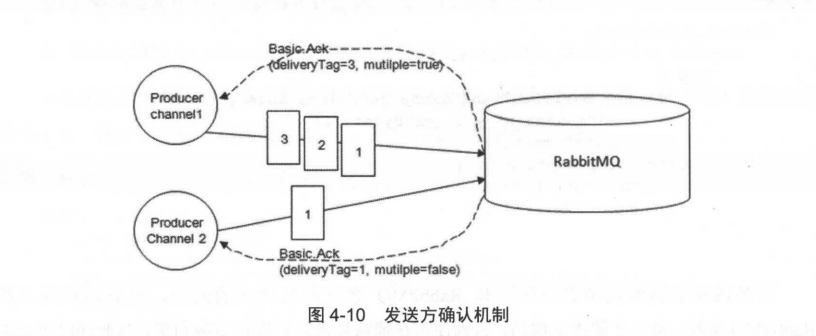 Basic.Ack
(deliveryTag=3, mutilple=true)
Producer
channel1
3
2
1
RabbitMQ
Producer
Channel 2
1
Basic.Ack
(deliveryTag=1, mutilple=false)
图 4-10 发送方确认机制